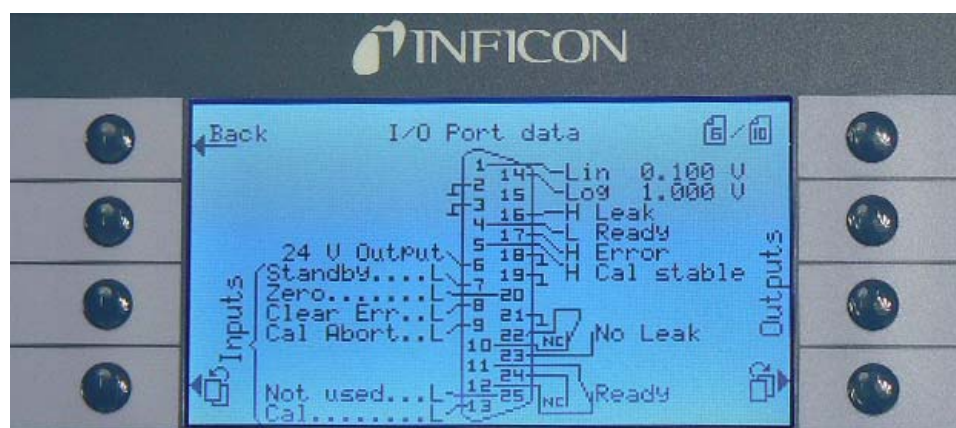 INFICON
Back I/O Port data 6/10
1 14 Lin 0.100 V
2 15 Log 1.000 V
3 16 H Leak
4 17 L Ready
24 V Output 5 18 H Error
Standby....L 6 19 H Cal stable
Zero.......L 7 20
Clear Err..L 8 21
Cal Abort..L 9 22 NC No Leak
10 23
11 24
Not used...L 12 25 NC Ready
Cal........L 13
Inputs
Outputs